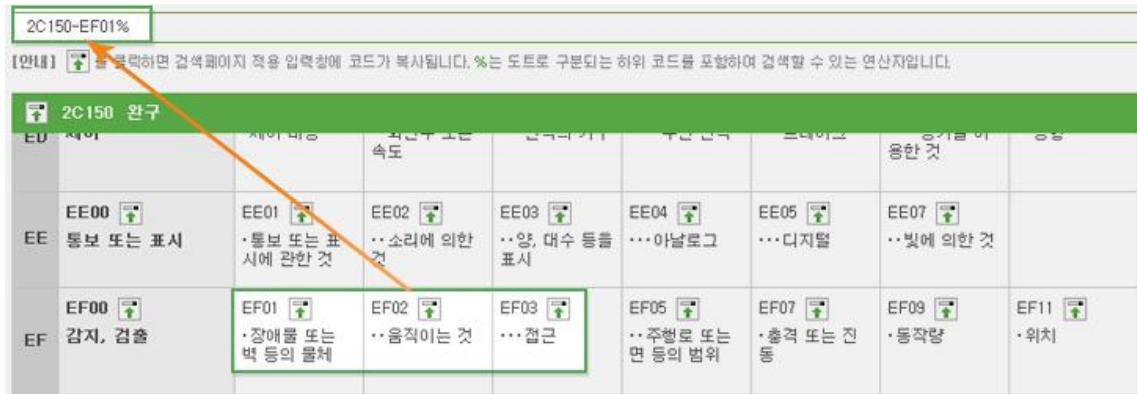 2C150-EF01%
[안내] 를 클릭하면 검색페이지 적용 입력창에 코드가 복사됩니다. %는 도트로 구분되는 하위 코드를 포함하여 검색할 수 있는 연산자입니다.
2C150 완구
ED
속도
용한 것
EE00 EE01 EE02 EE03 EE04 EE05 EE07
EE 통보 또는 표시 ·통보 또는 표 ··소리에 의한 ··양, 대수 등을 ···아날로그 ···디지털 ··빛에 의한 것
시에 관한 것 것 표시
EF00 EF01 EF02 EF03 EF05 EF07 EF09 EF11
EF 감지, 검출 ·장애물 또는 ··움직이는 것 ···접근 ··주행로 또는 ·충격 또는 진 ·동작량 ·위치
벽 등의 물체 면 등의 범위 동